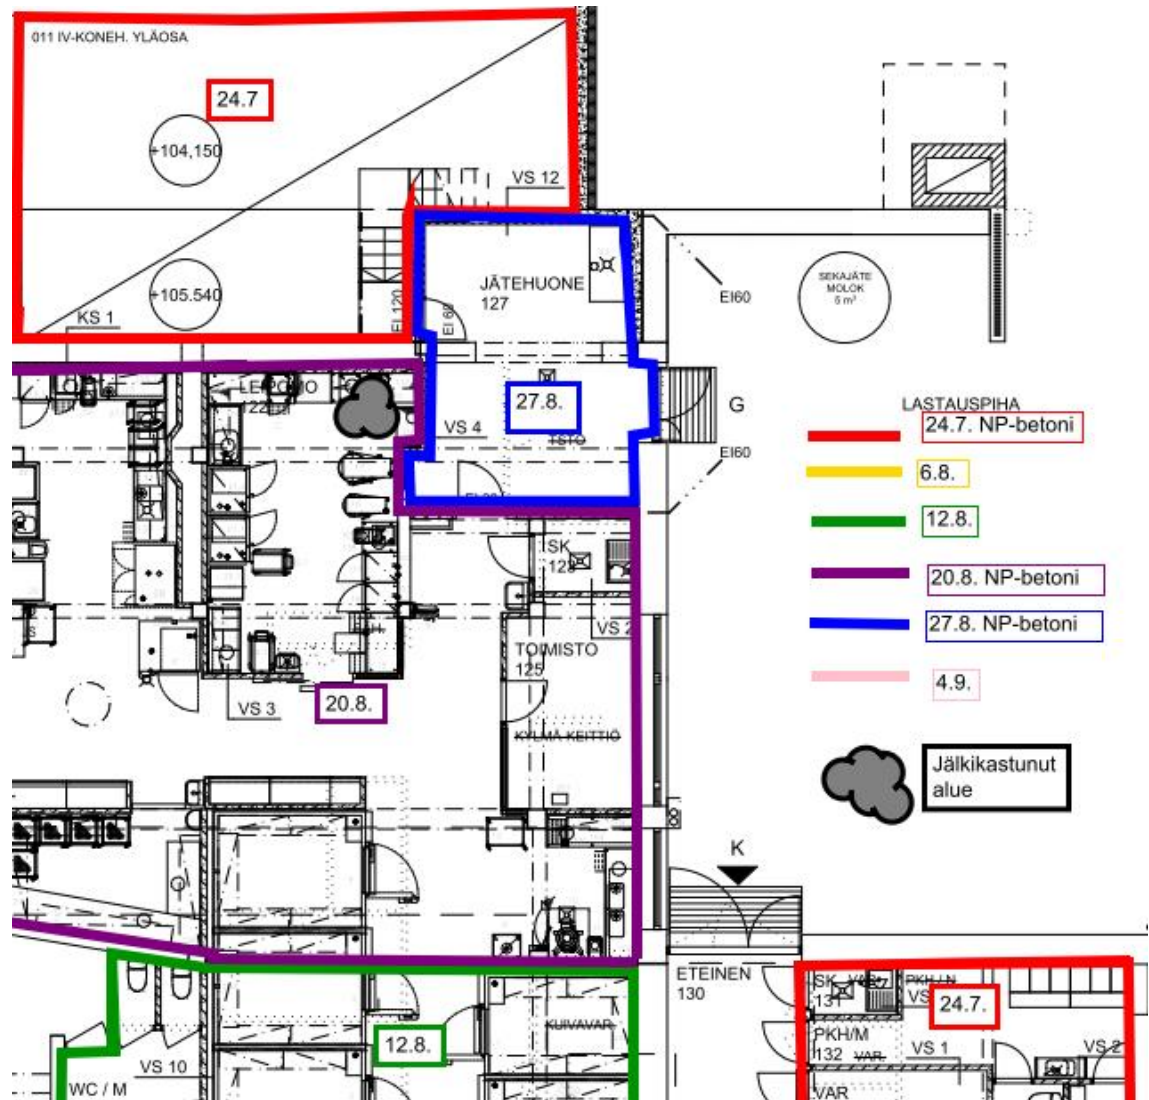 011 IV-KONEH. YLÄOSA
24.7
+104,150
VS 12
JÄTEHUONE
127
+105.540
EI 120
EI 60
EI60
SEKAJÄTE
MOLOK
5 m³
KS 1
LEIPOMO
122
27.8.
VS 4
TSTO
G
EI60
LASTAUSPIHA
24.7. NP-betoni
6.8.
12.8.
20.8. NP-betoni
27.8. NP-betoni
4.9.
SK
VS 2
TOIMISTO
125
VS 3
20.8.
KYLMÄ KEITTIÖ
Jälkikastunut
alue
K
ETEINEN
130
SK
131
VAR
PKH / N
VS
24.7.
KUIVAVAR
12.8.
VS 10
WC / M
PKH/M
132
VAR.
VS 1
VS 2
VAR